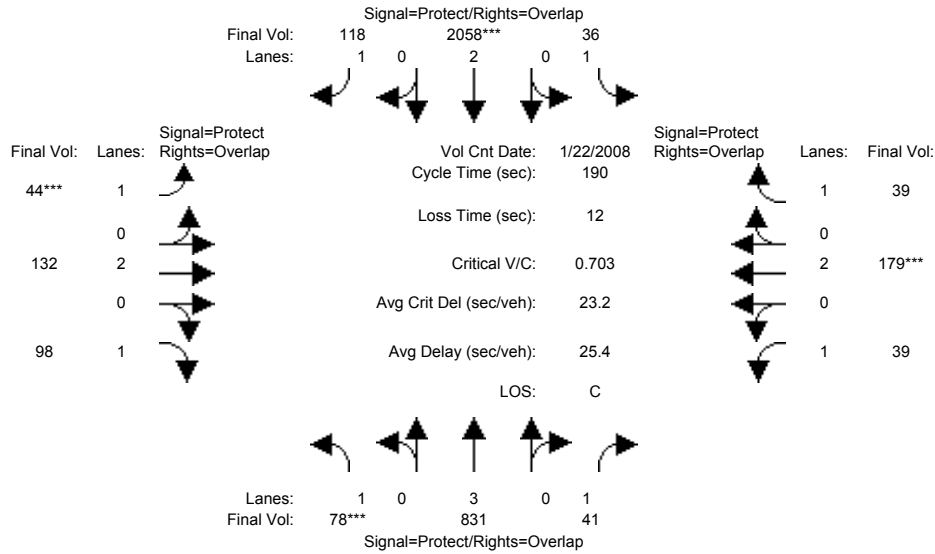 Signal=Protect/Rights=Overlap
Final Vol: 118 2058*** 36
Lanes: 1 0 2 0 1
Signal=Protect
Final Vol: Lanes: Rights=Overlap
Vol Cnt Date: 1/22/2008
Signal=Protect
Rights=Overlap Lanes: Final Vol:
Cycle Time (sec): 190
44*** 1
1 39
Loss Time (sec): 12
0
0
132 2
Critical V/C: 0.703
2 179***
0
Avg Crit Del (sec/veh): 23.2
0
98 1
Avg Delay (sec/veh): 25.4
1 39
LOS: C
Lanes: 1 0 3 0 1
Final Vol: 78*** 831 41
Signal=Protect/Rights=Overlap